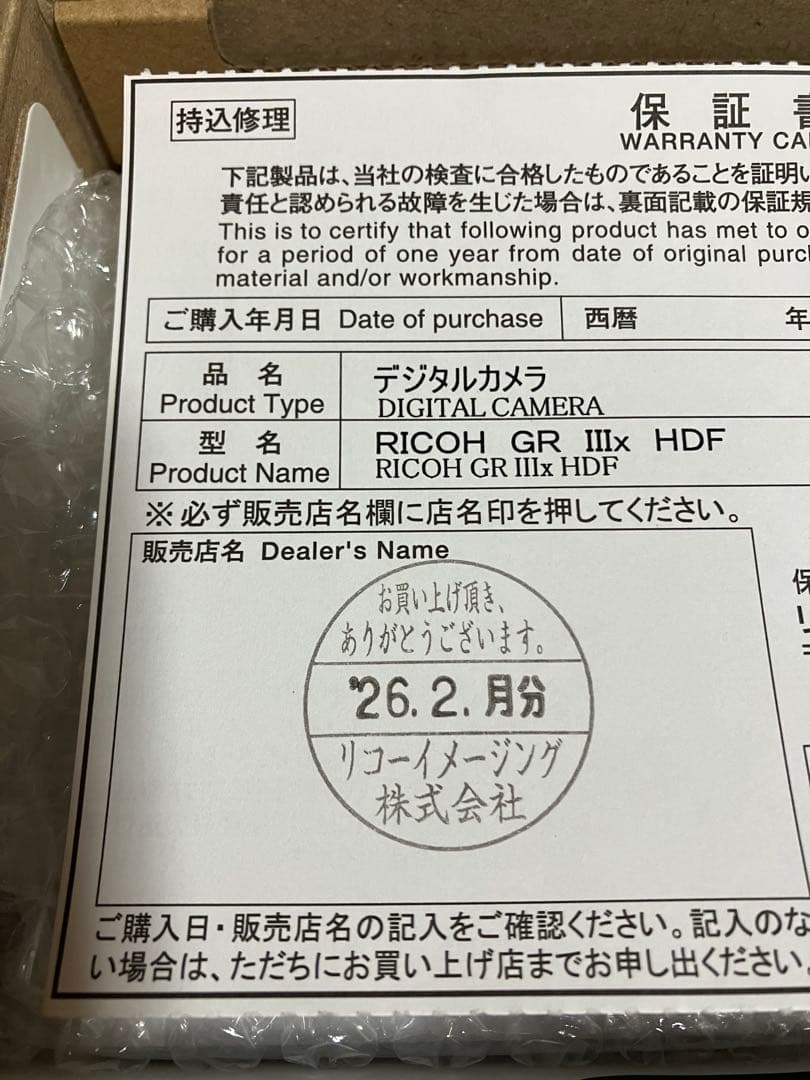 持込修理
保 証 書
WARRANTY CA
下記製品は、当社の検査に合格したものであることを証明い
責任と認められる故障を生じた場合は、裏面記載の保証規
This is to certify that following product has met to o
for a period of one year from date of original purch
material and/or workmanship.
ご購入年月日 Date of purchase 西暦 年
品 名 デジタルカメラ
Product Type DIGITAL CAMERA
型 名 RICOH GR IIIx HDF
Product Name RICOH GR IIIx HDF
※必ず販売店名欄に店名印を押してください。
販売店名 Dealer's Name
お買い上げ頂き、
ありがとうございます。
'26.2.月分
リコーイメージング
株式会社
ご購入日・販売店名の記入をご確認ください。記入のな
い場合は、ただちにお買い上げ店までお申し出ください。